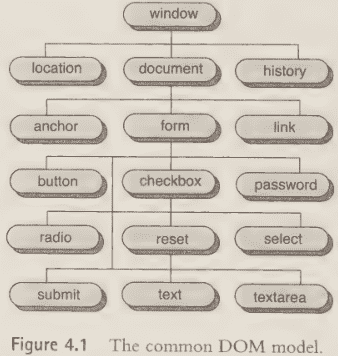 window
location document history
anchor form link
button checkbox password
radio reset select
submit text textarea
Figure 4.1 The common DOM model.